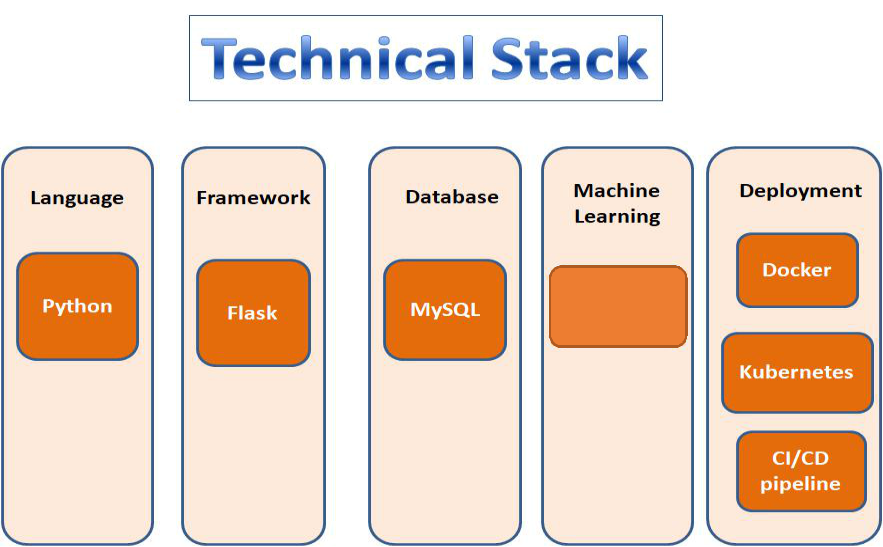 Technical Stack
Language
Python
Framework
Flask
Database
MySQL
Machine
Learning
Deployment
Docker
Kubernetes
CI/CD
pipeline